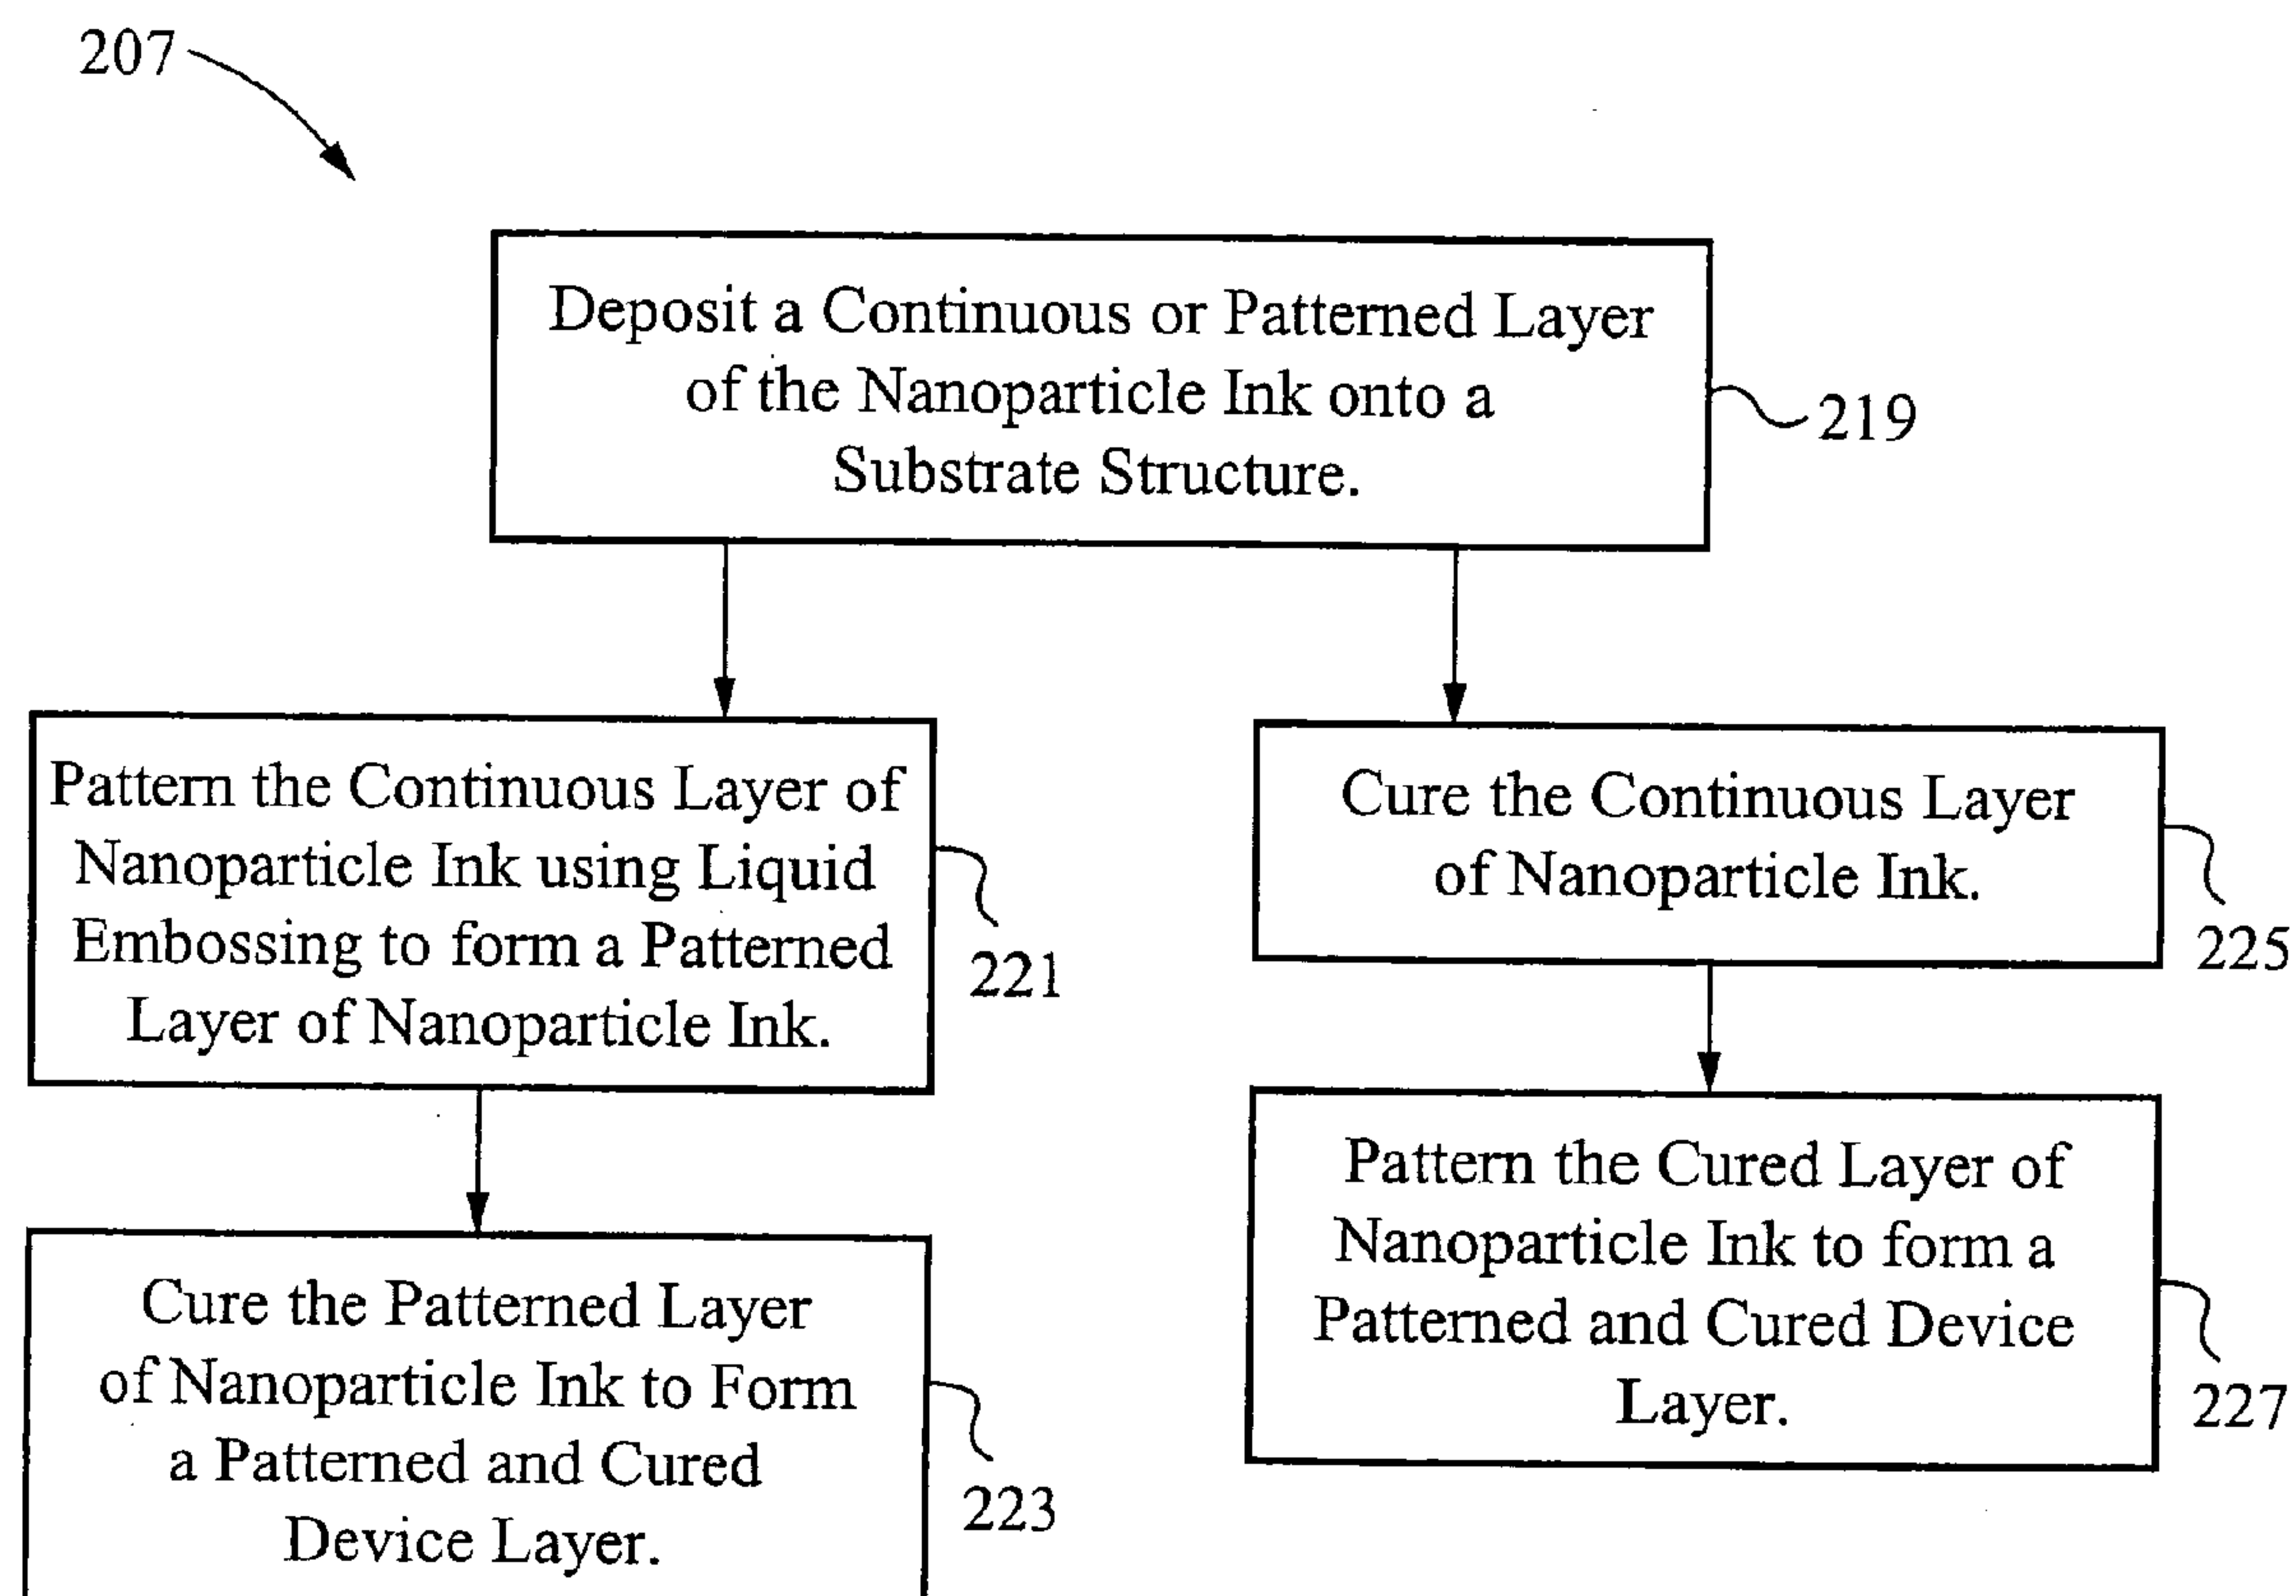 207
Deposit a Continuous or Patterned Layer
of the Nanoparticle Ink onto a
Substrate Structure.
219
Pattern the Continuous Layer of
Nanoparticle Ink using Liquid
Embossing to form a Patterned
Layer of Nanoparticle Ink.
221
Cure the Patterned Layer
of Nanoparticle Ink to Form
a Patterned and Cured
Device Layer.
223
Cure the Continuous Layer
of Nanoparticle Ink.
225
Pattern the Cured Layer of
Nanoparticle Ink to form a
Patterned and Cured Device
Layer.
227